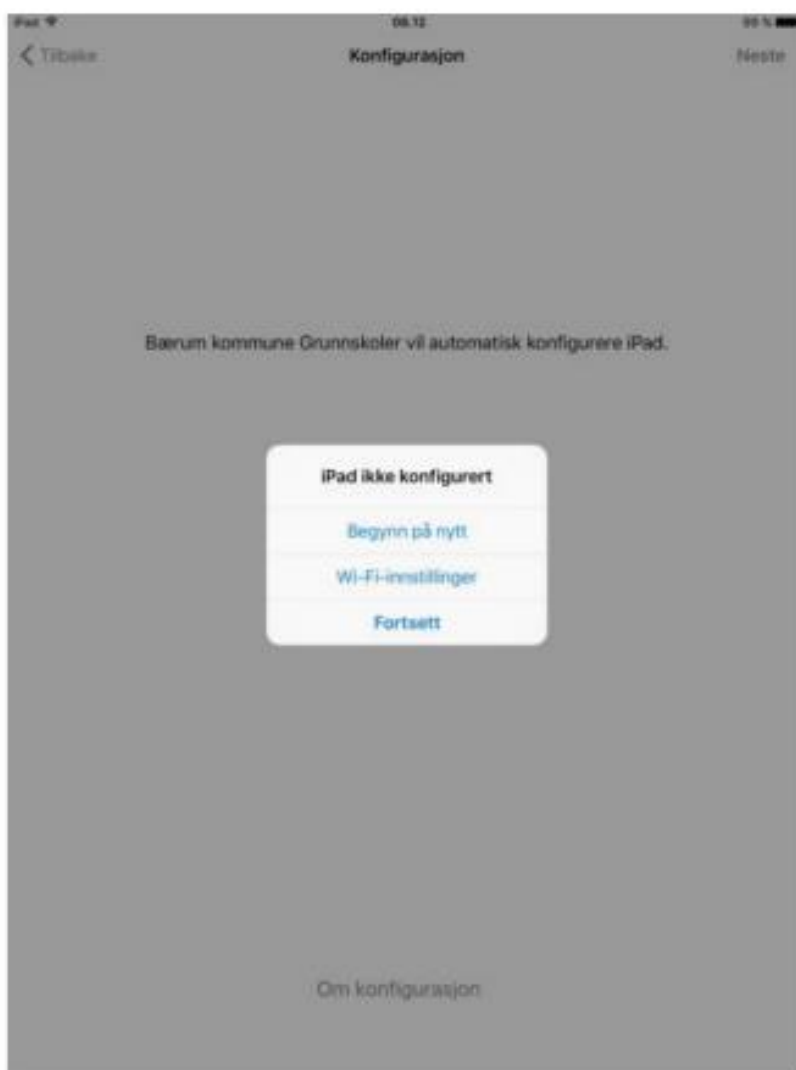 iPad
08.12
99 %
Tilbake
Konfigurasjon
Neste
Bærum kommune Grunnskoler vil automatisk konfigurere iPad.
iPad ikke konfigurert
Begynn på nytt
Wi-Fi-innstillinger
Fortsett
Om konfigurasjon